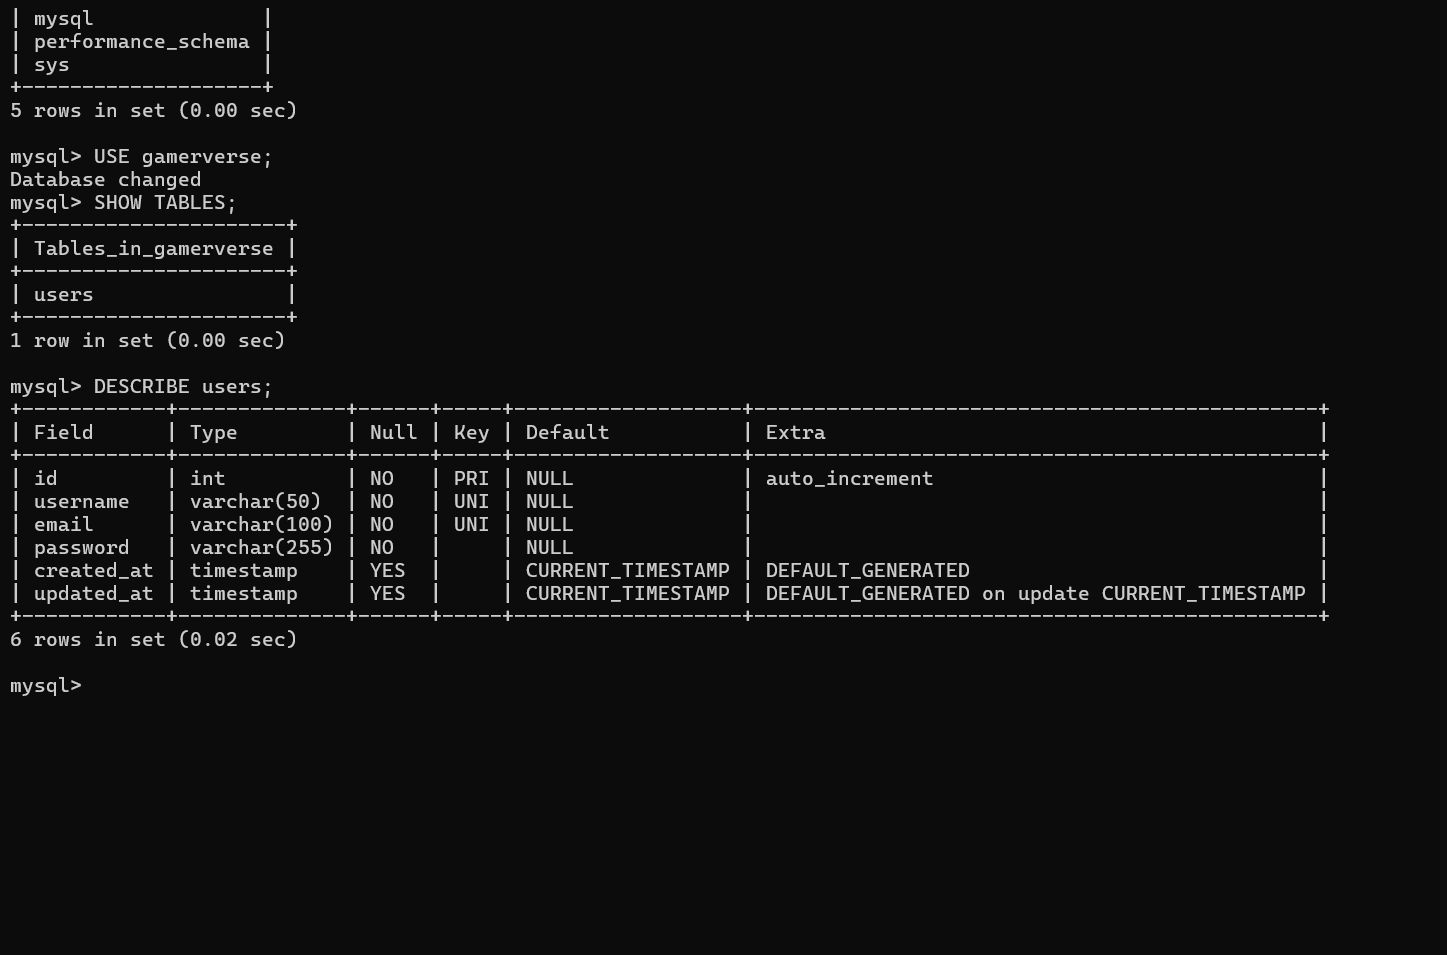 | mysql              |
| performance_schema |
| sys                |
+--------------------+
5 rows in set (0.00 sec)

mysql> USE gamerverse;
Database changed
mysql> SHOW TABLES;
+----------------------+
| Tables_in_gamerverse |
+----------------------+
| users                |
+----------------------+
1 row in set (0.00 sec)

mysql> DESCRIBE users;
+------------+--------------+------+-----+-------------------+-----------------------------------------------+
| Field      | Type         | Null | Key | Default           | Extra                                         |
+------------+--------------+------+-----+-------------------+-----------------------------------------------+
| id         | int          | NO   | PRI | NULL              | auto_increment                                |
| username   | varchar(50)  | NO   | UNI | NULL              |                                               |
| email      | varchar(100) | NO   | UNI | NULL              |                                               |
| password   | varchar(255) | NO   |     | NULL              |                                               |
| created_at | timestamp    | YES  |     | CURRENT_TIMESTAMP | DEFAULT_GENERATED                             |
| updated_at | timestamp    | YES  |     | CURRENT_TIMESTAMP | DEFAULT_GENERATED on update CURRENT_TIMESTAMP |
+------------+--------------+------+-----+-------------------+-----------------------------------------------+
6 rows in set (0.02 sec)

mysql>